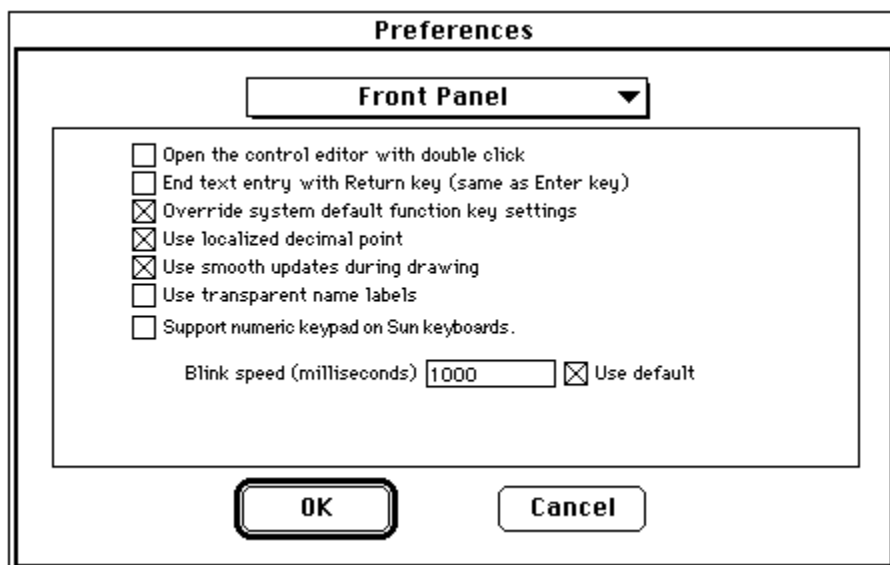 Preferences
Front Panel
Open the control editor with double click
End text entry with Return key (same as Enter key)
Override system default function key settings
Use localized decimal point
Use smooth updates during drawing
Use transparent name labels
Support numeric keypad on Sun keyboards.
Blink speed (milliseconds) 1000 Use default
OK Cancel